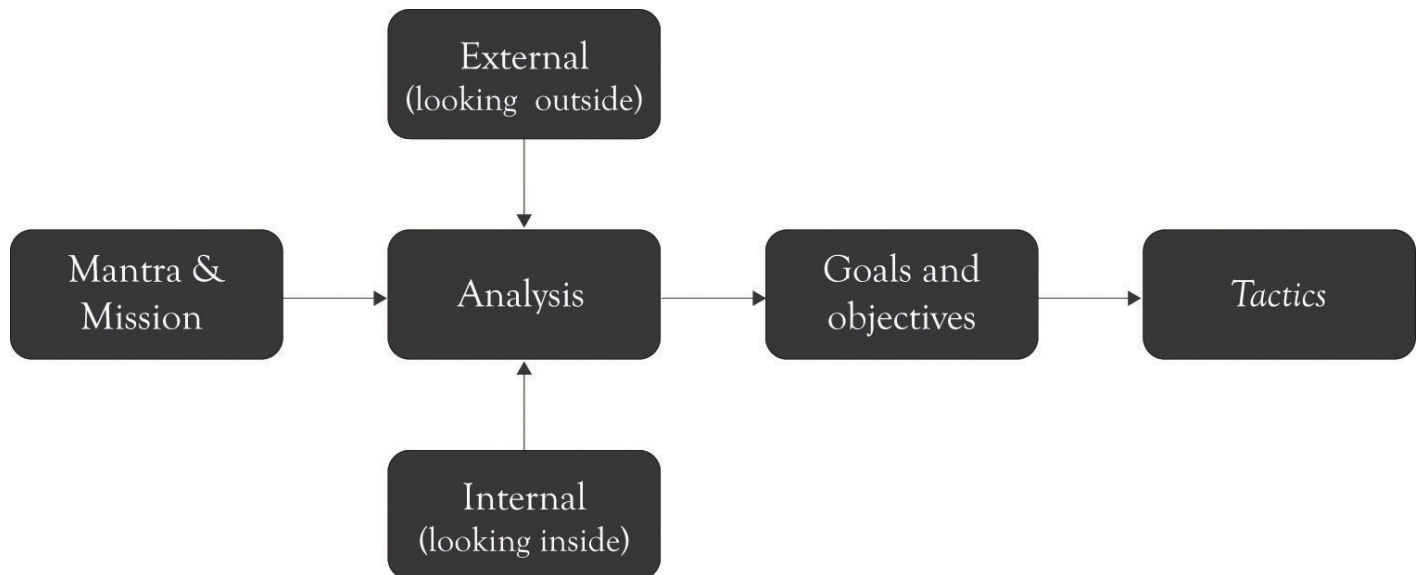 External
(looking outside)
Mantra &
Mission
Analysis
Goals and
objectives
Tactics
Internal
(looking inside)